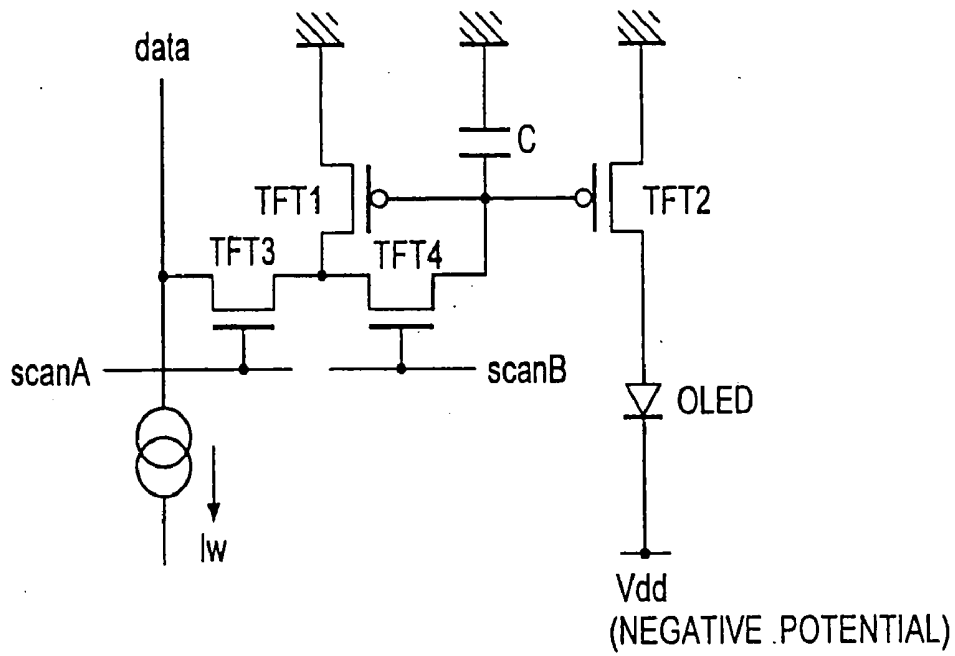 data
C
TFT1
TFT2
TFT3
TFT4
scanA
scanB
OLED
Iw
Vdd
(NEGATIVE .POTENTIAL)